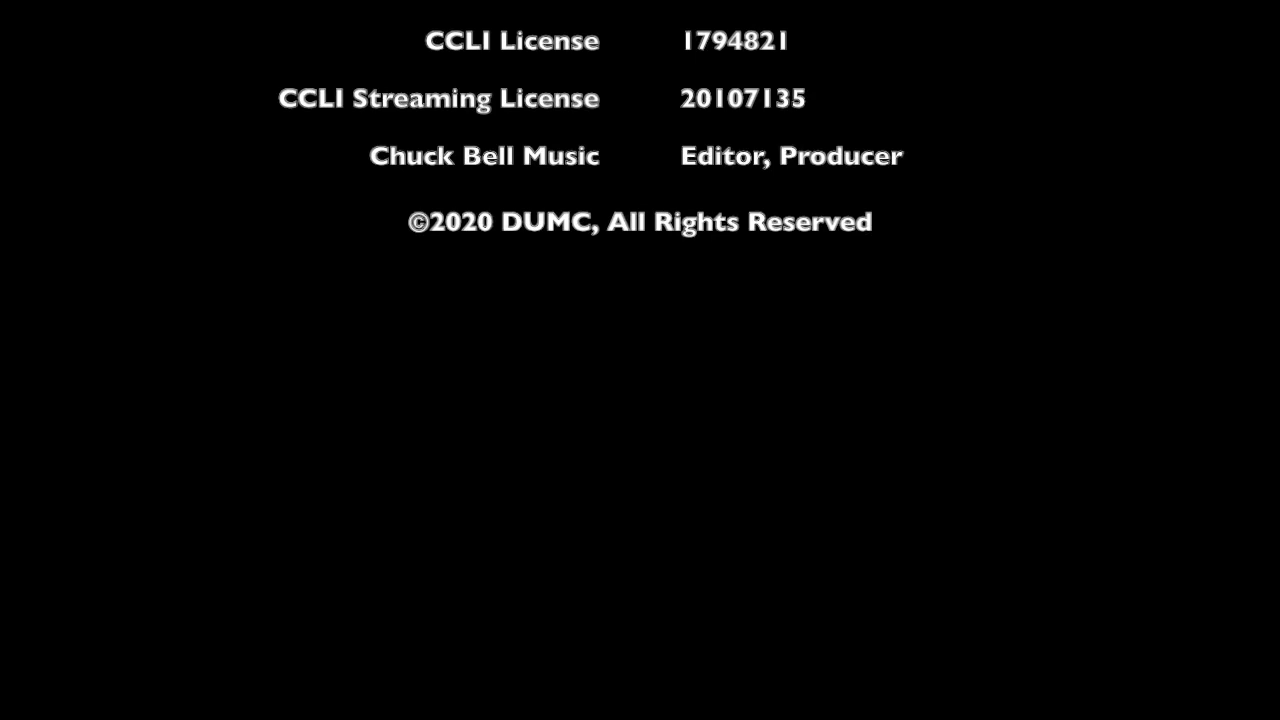 CCLI License 1794821
CCLI Streaming License 20107135
Chuck Bell Music Editor, Producer
©2020 DUMC, All Rights Reserved